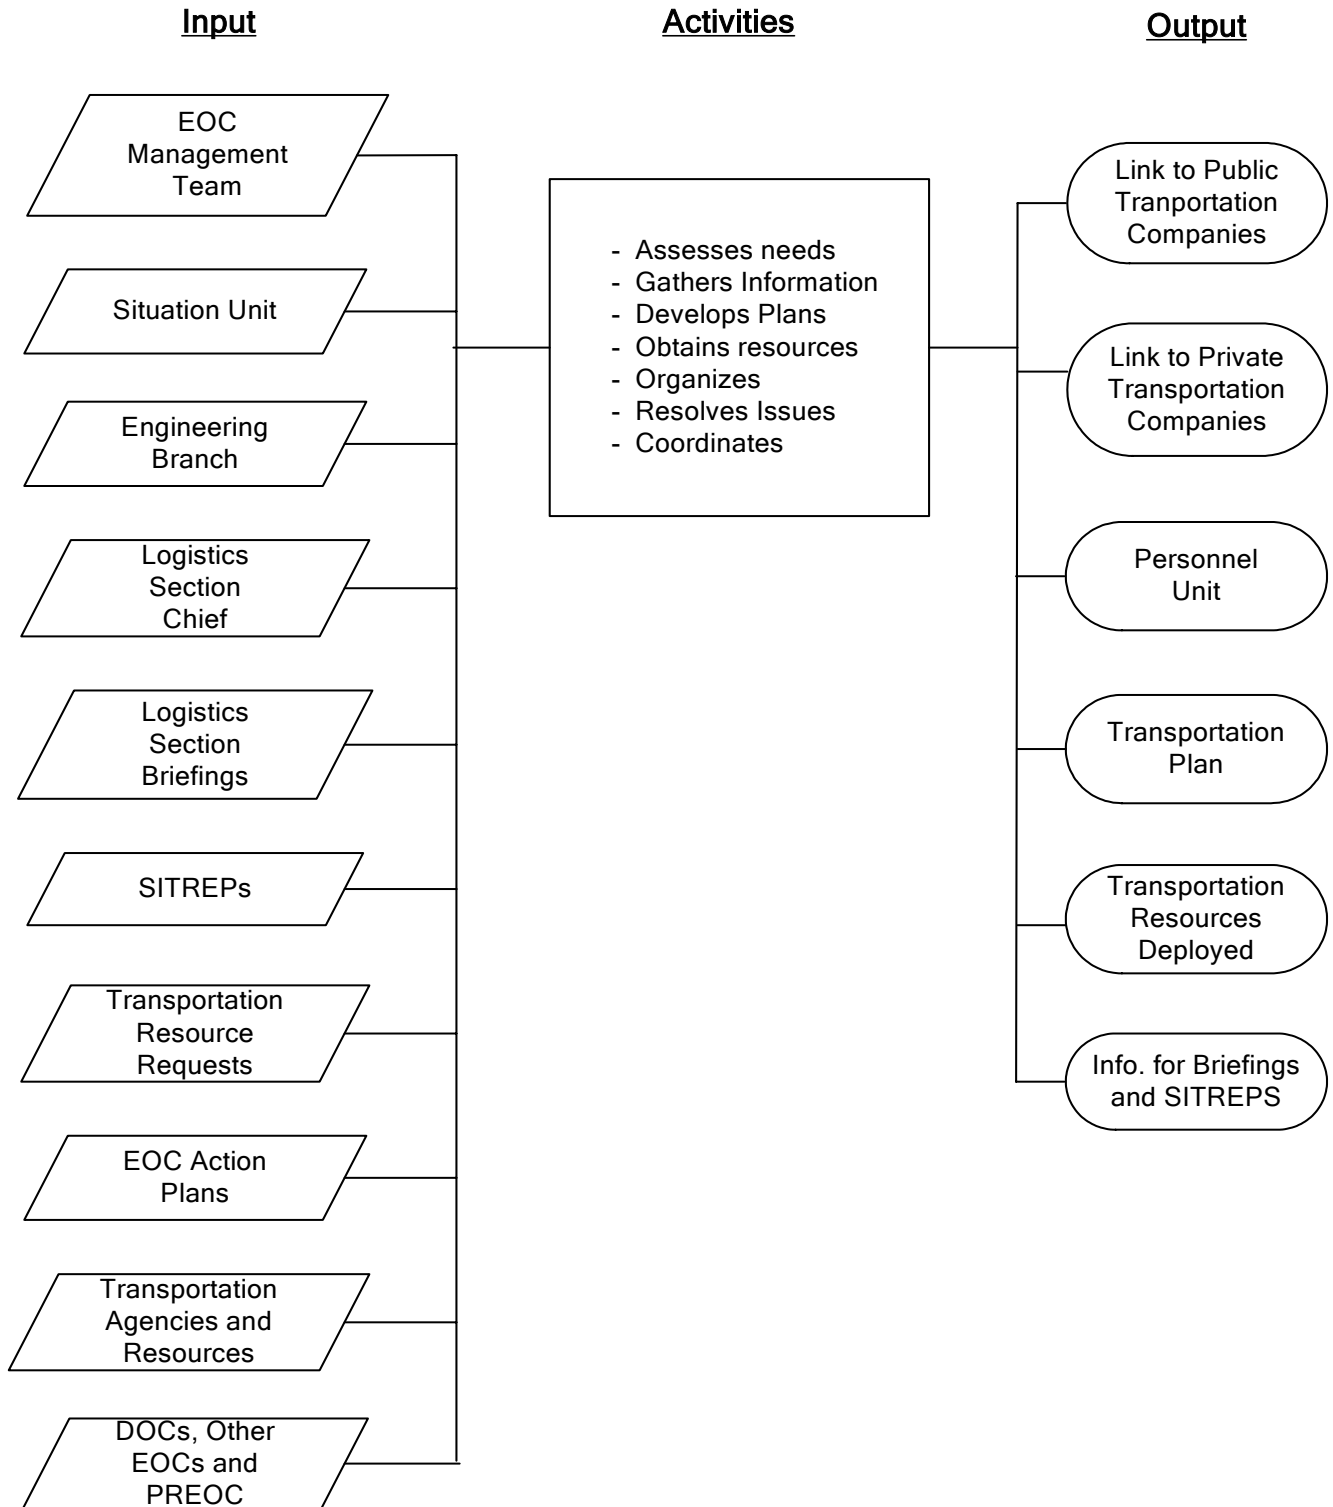 Input
Activities
Output
EOC
Management
Team
Situation Unit
Engineering
Branch
Logistics
Section
Chief
Logistics
Section
Briefings
SITREPs
Transportation
Resource
Requests
EOC Action
Plans
Transportation
Agencies and
Resources
DOCs, Other
EOCs and
PREOC
- Assesses needs
- Gathers Information
- Develops Plans
- Obtains resources
- Organizes
- Resolves Issues
- Coordinates
Link to Public
Tranportation
Companies
Link to Private
Transportation
Companies
Personnel
Unit
Transportation
Plan
Transportation
Resources
Deployed
Info. for Briefings
and SITREPS